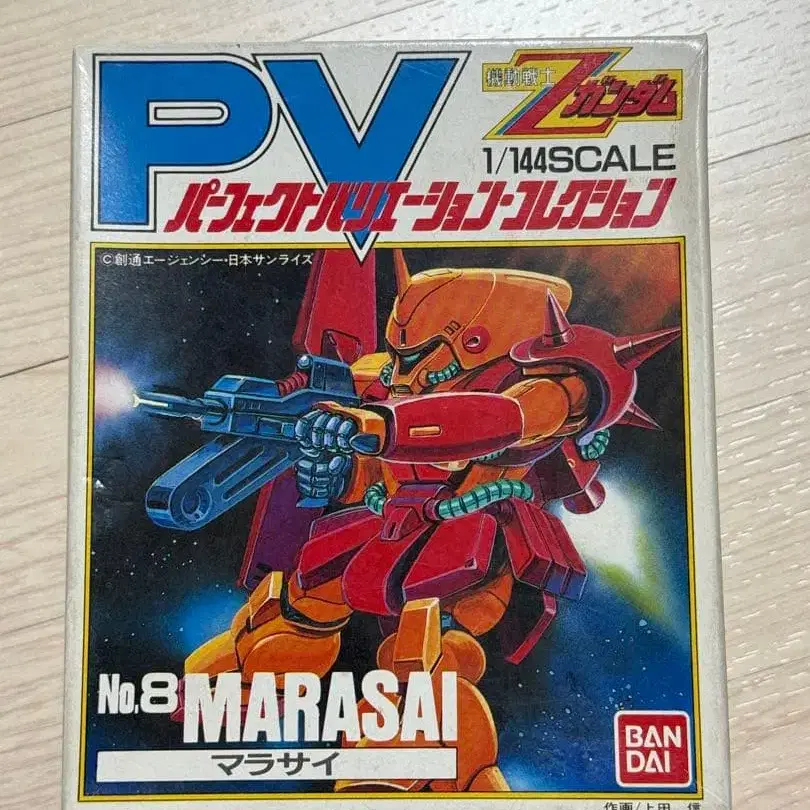 PV
機動戦士
Zガンダム
1/144SCALE
パーフェクトバリエーション・コレクション
©創通エージェンシー・日本サンライズ
No.8 MARASAI
マラサイ
BAN
DAI
作画/上田 信